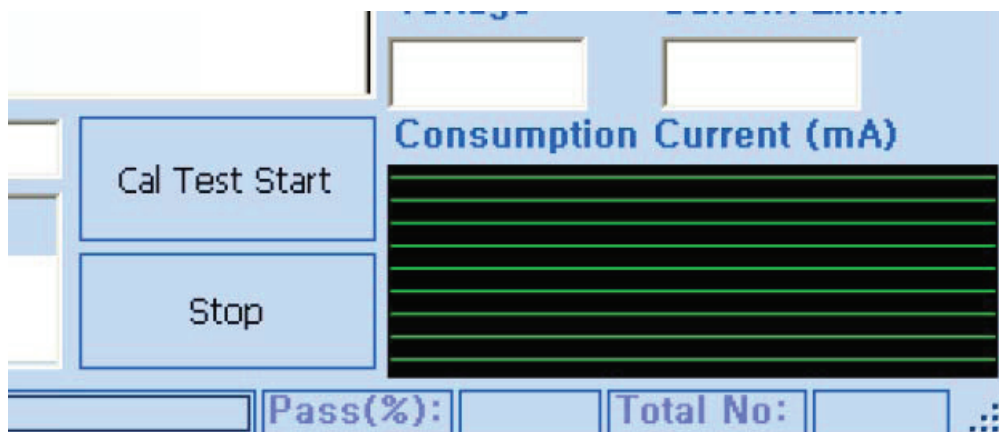 Consumption Current (mA)
Cal Test Start
Stop
Pass(%):
Total No: